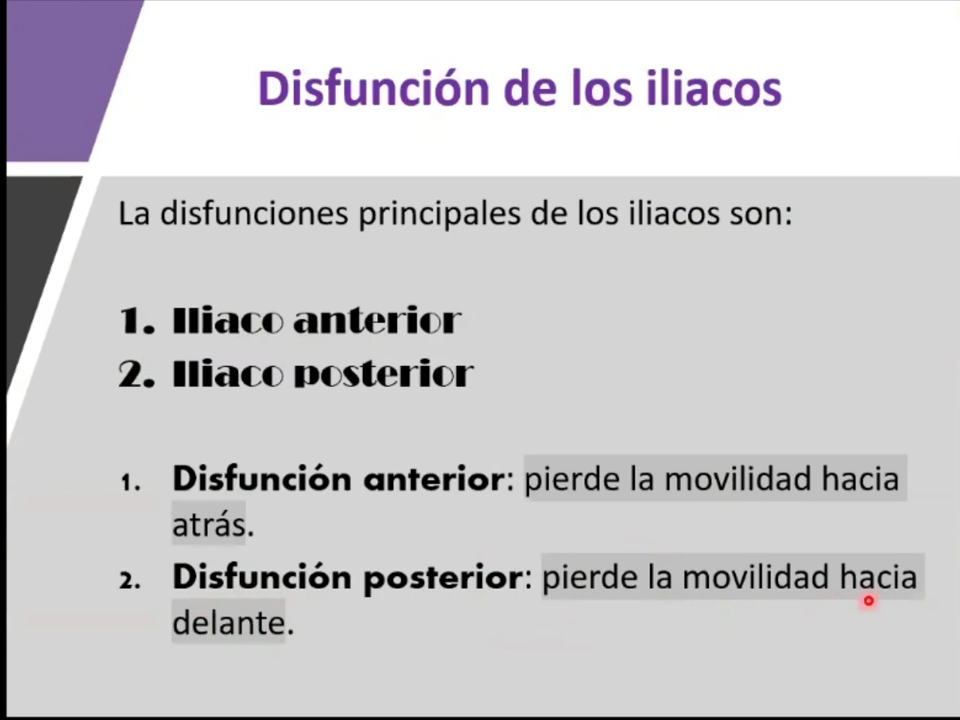 Disfunción de los iliacos
La disfunciones principales de los iliacos son:
1. Iliaco anterior
2. Iliaco posterior
1. Disfunción anterior: pierde la movilidad hacia
atrás.
2. Disfunción posterior: pierde la movilidad hacia
delante.